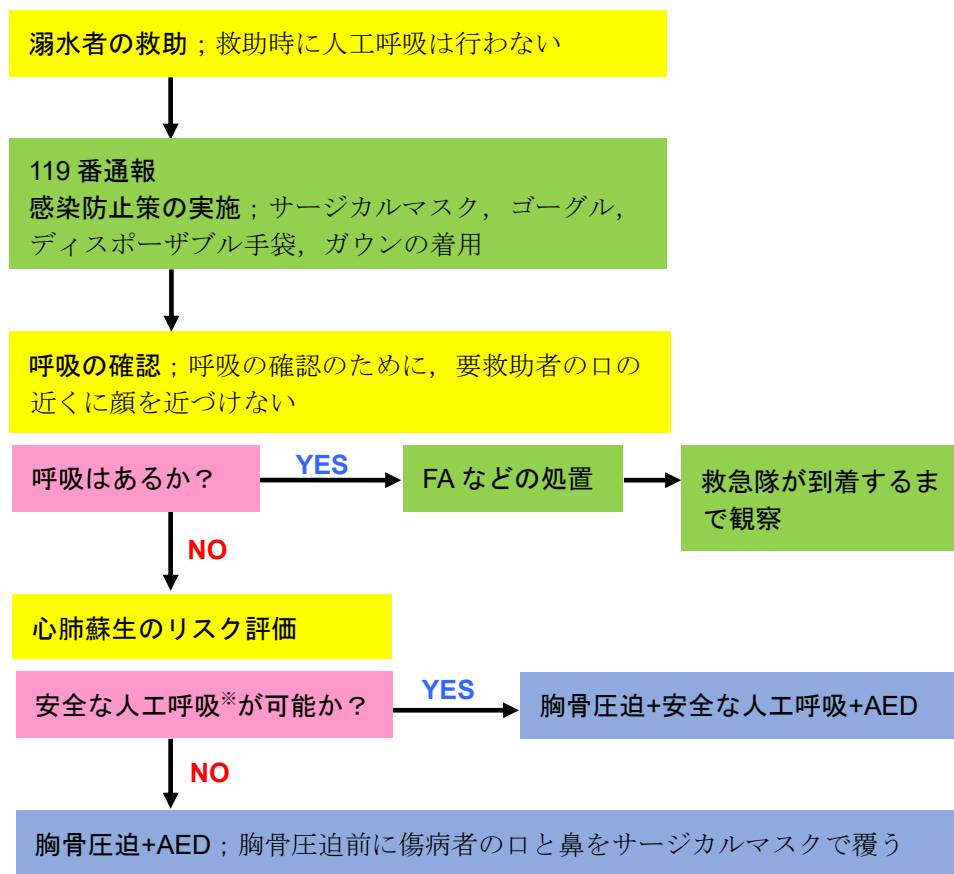 溺水者の救助；救助時に人工呼吸は行わない
119 番通報
感染防止策の実施；サージカルマスク，ゴーグル，
ディスポーザブル手袋，ガウンの着用
呼吸の確認；呼吸の確認のために，要救助者の口の
近くに顔を近づけない
呼吸はあるか？
YES
FA などの処置
救急隊が到着するま
で観察
NO
心肺蘇生のリスク評価
安全な人工呼吸※が可能か？
YES
胸骨圧迫+安全な人工呼吸+AED
NO
胸骨圧迫+AED；胸骨圧迫前に傷病者の口と鼻をサージカルマスクで覆う